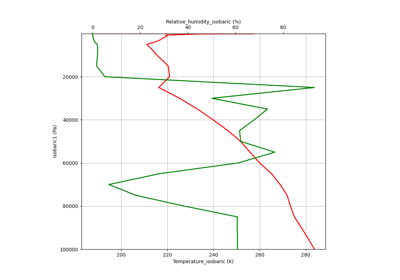 Relative_humidity_isobaric (%)
0 20 40 60 80
20000
40000
60000
80000
100000
isobaric1 (Pa)
200 220 240 260 280
Temperature_isobaric (K)